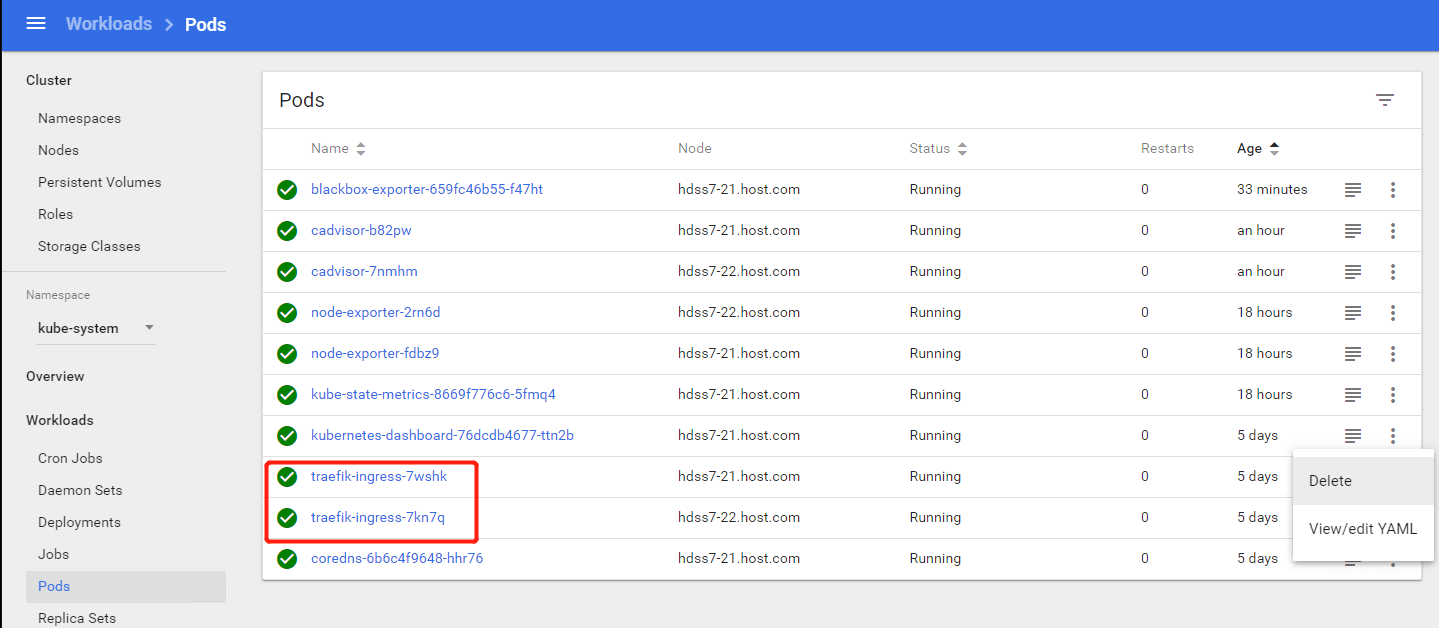 Workloads > Pods
Cluster
Namespaces
Nodes
Persistent Volumes
Roles
Storage Classes
Namespace
kube-system
Overview
Workloads
Cron Jobs
Daemon Sets
Deployments
Jobs
Pods
Replica Sets
Pods
Name Node Status Restarts Age
blackbox-exporter-659fc46b55-f47ht hdss7-21.host.com Running 0 33 minutes
cadvisor-b82pw hdss7-21.host.com Running 0 an hour
cadvisor-7nmhm hdss7-22.host.com Running 0 an hour
node-exporter-2rn6d hdss7-22.host.com Running 0 18 hours
node-exporter-fdbz9 hdss7-21.host.com Running 0 18 hours
kube-state-metrics-8669f776c6-5fmq4 hdss7-21.host.com Running 0 18 hours
kubernetes-dashboard-76dcdb4677-ttn2b hdss7-21.host.com Running 0 5 days
traefik-ingress-7wshk hdss7-21.host.com Running 0 5 days
traefik-ingress-7kn7q hdss7-22.host.com Running 0 5 days
coredns-6b6c4f9648-hhr76 hdss7-21.host.com Running 0 5 days
Delete
View/edit YAML